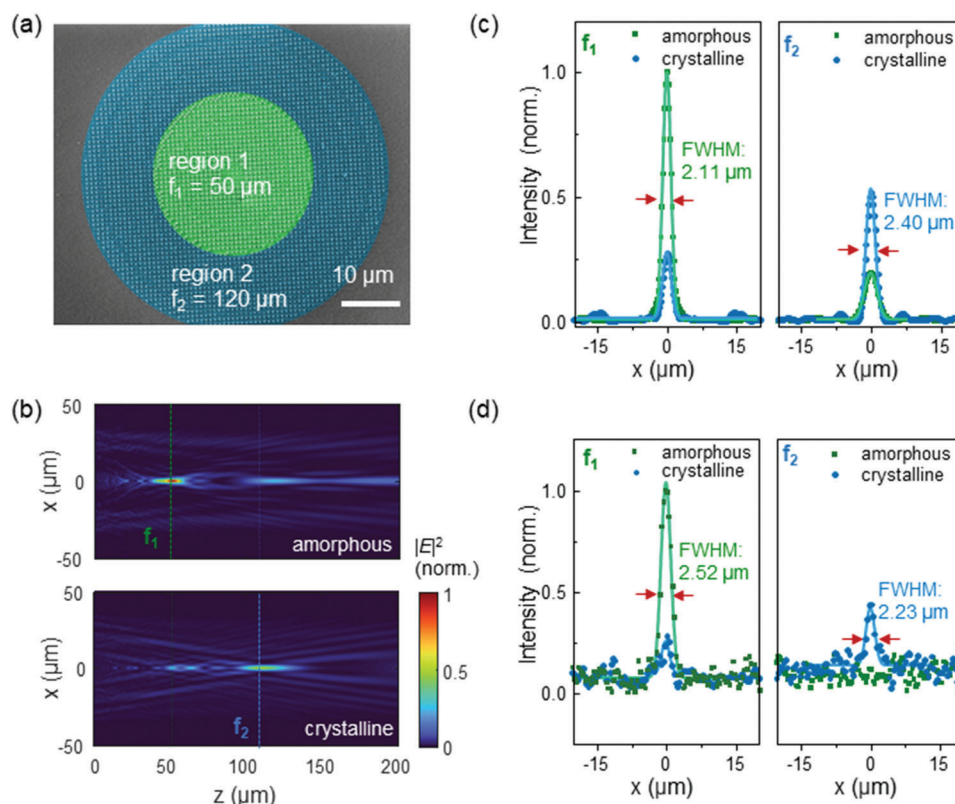 (a)
region 1
f₁ = 50 µm
region 2
f₂ = 120 µm
10 µm
(b)
50
x (µm)
0
-50
f₁
amorphous
50
x (µm)
0
-50
f₂
crystalline
0
50
100
150
200
z (µm)
|E|²
(norm.)
1
0.5
0
(c)
f₁
amorphous
crystalline
FWHM:
2.11 µm
Intensity (norm.)
1.0
0.5
0.0
-15
0
15
x (µm)
f₂
amorphous
crystalline
FWHM:
2.40 µm
-15
0
15
x (µm)
(d)
f₁
amorphous
crystalline
FWHM:
2.52 µm
Intensity (norm.)
1.0
0.5
0.0
-15
0
15
x (µm)
f₂
amorphous
crystalline
FWHM:
2.23 µm
-15
0
15
x (µm)